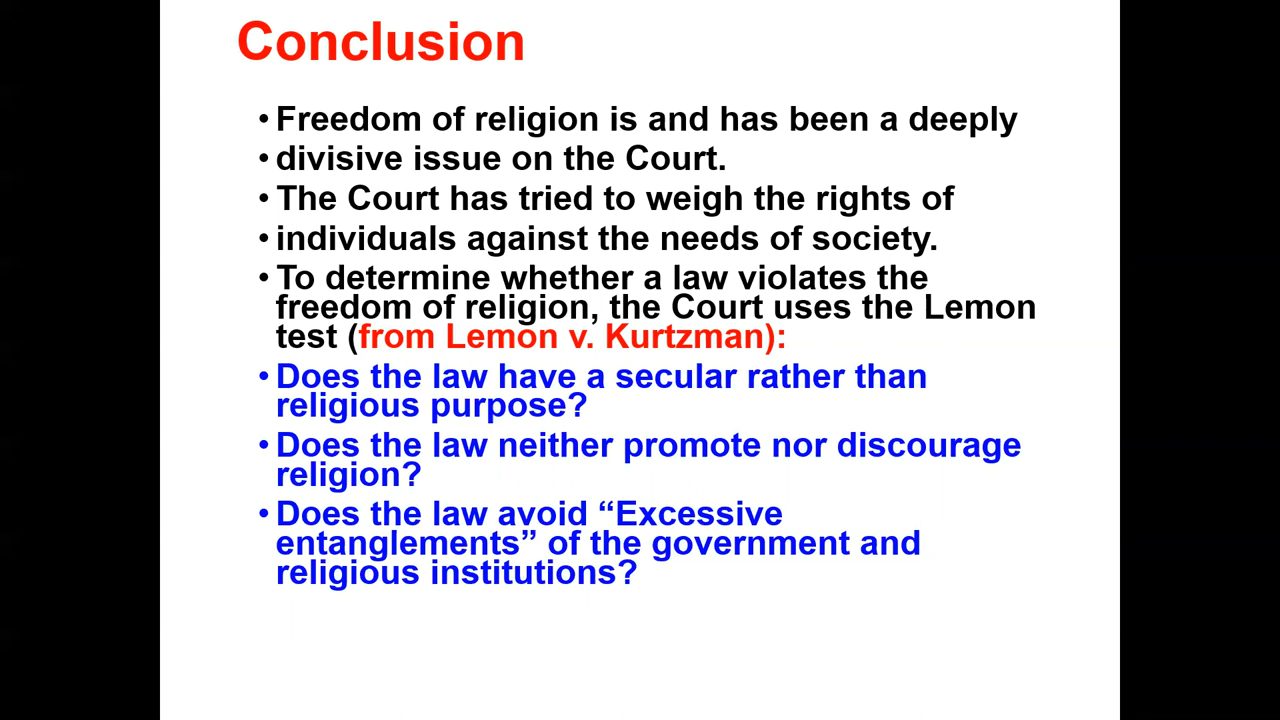 Conclusion
• Freedom of religion is and has been a deeply
• divisive issue on the Court.
• The Court has tried to weigh the rights of
• individuals against the needs of society.
• To determine whether a law violates the
freedom of religion, the Court uses the Lemon
test (from Lemon v. Kurtzman):
• Does the law have a secular rather than
religious purpose?
• Does the law neither promote nor discourage
religion?
• Does the law avoid “Excessive
entanglements” of the government and
religious institutions?